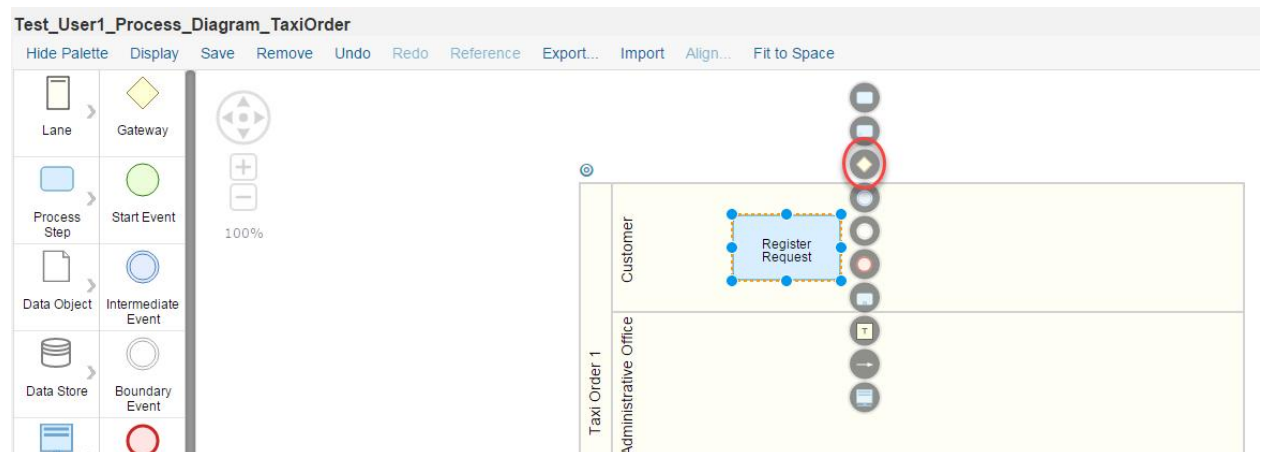 Test_User1_Process_Diagram_TaxiOrder
Hide Palette Display Save Remove Undo Redo Reference Export... Import Align... Fit to Space
Lane
Gateway
Process
Step
Start Event
Data Object
Intermediate
Event
Data Store
Boundary
Event
100%
Taxi Order 1
Customer
Register
Request
Administrative Office
T